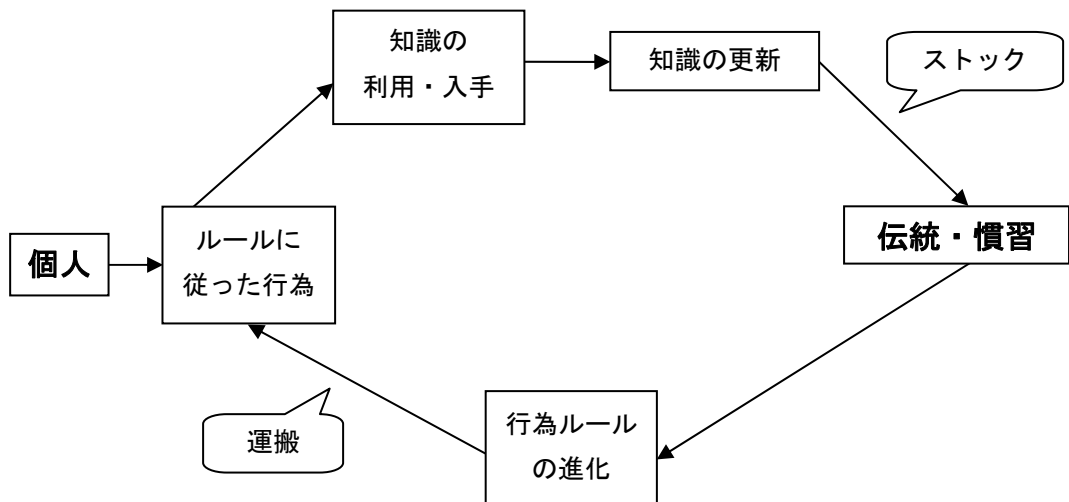 知識の
利用・入手
知識の更新
ストック
個人
ルールに
従った行為
伝統・慣習
運搬
行為ルール
の進化